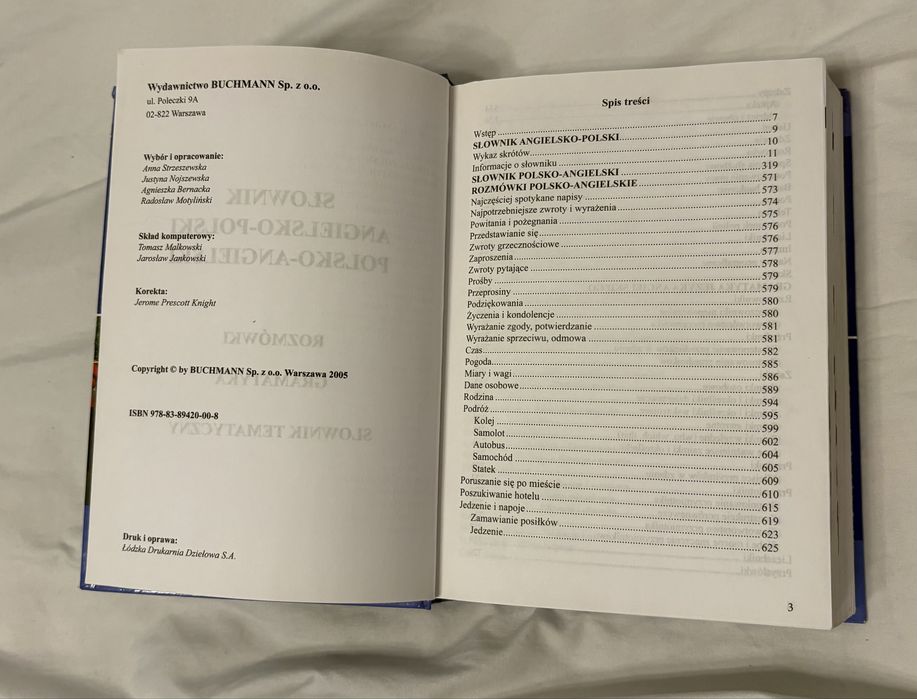 Wydawnictwo BUCHMANN Sp. z o.o.
ul. Poleczki 9A
02-822 Warszawa
Wybór i opracowanie:
Anna Strzeszewska
Justyna Nojszewska
Agnieszka Bernacka
Radosław Motyliński
Skład komputerowy:
Tomasz Małkowski
Jarosław Jankowski
Korekta:
Jerome Prescott Knight
Copyright © by BUCHMANN Sp. z o.o. Warszawa 2005
ISBN 978-83-89420-00-8
Druk i oprawa:
Łódzka Drukarnia Dziełowa S.A.
Spis treści
Wstęp 7
SŁOWNIK ANGIELSKO-POLSKI 9
Wykaz skrótów 10
Informacje o słowniku 11
SŁOWNIK POLSKO-ANGIELSKI 319
ROZMÓWKI POLSKO-ANGIELSKIE 571
Najczęściej spotykane napisy 573
Najpotrzebniejsze zwroty i wyrażenia 574
Powitania i pożegnania 575
Przedstawianie się 576
Zwroty grzecznościowe 576
Zaproszenia 577
Zwroty pytające 578
Prośby 579
Przeprosiny 579
Podziękowania 580
Życzenia i kondolencje 580
Wyrażanie zgody, potwierdzanie 581
Wyrażanie sprzeciwu, odmowa 581
Czas 582
Pogoda 585
Miary i wagi 586
Dane osobowe 589
Rodzina 594
Podróż 595
Kolej 599
Samolot 602
Autobus 604
Samochód 605
Statek 609
Poruszanie się po mieście 610
Poszukiwanie hotelu 615
Jedzenie i napoje 619
Zamawianie posiłków 623
Jedzenie 625
3